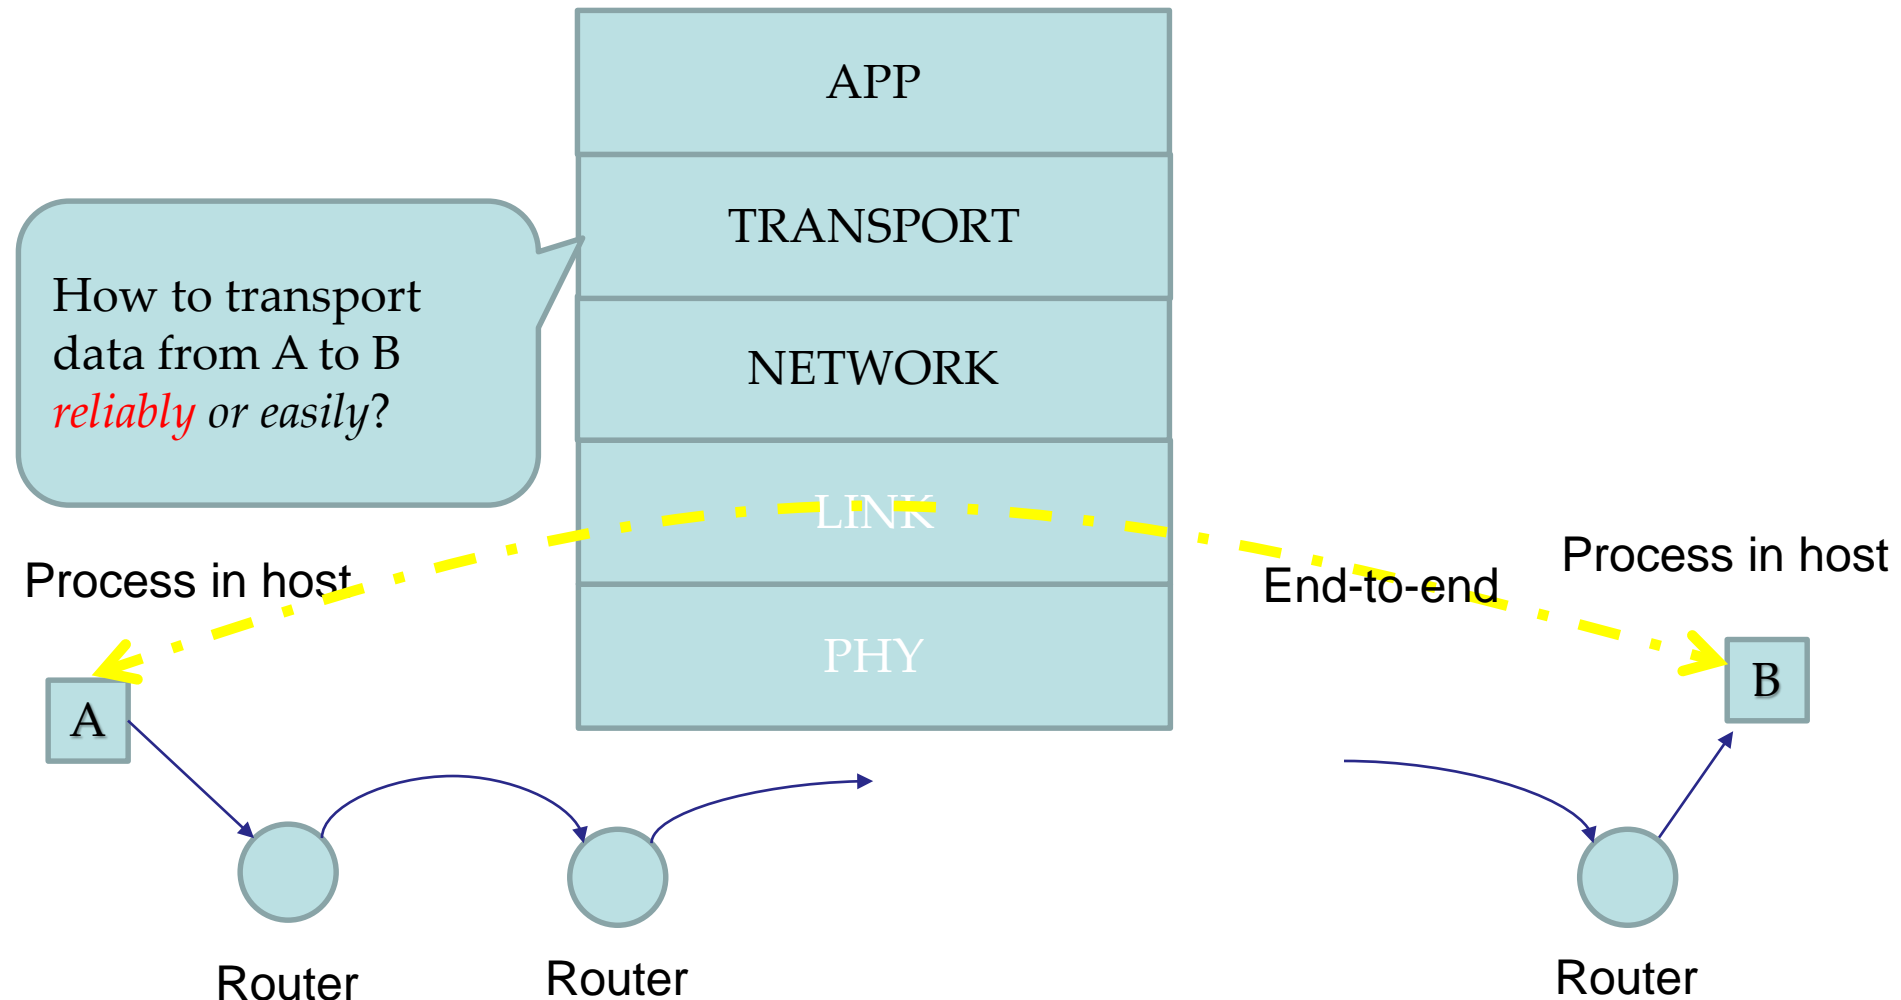 APP
TRANSPORT
How to transport
data from A to B
reliably or easily?
NETWORK
LINK
Process in host
End-to-end
Process in host
PHY
A
B
Router
Router
Router